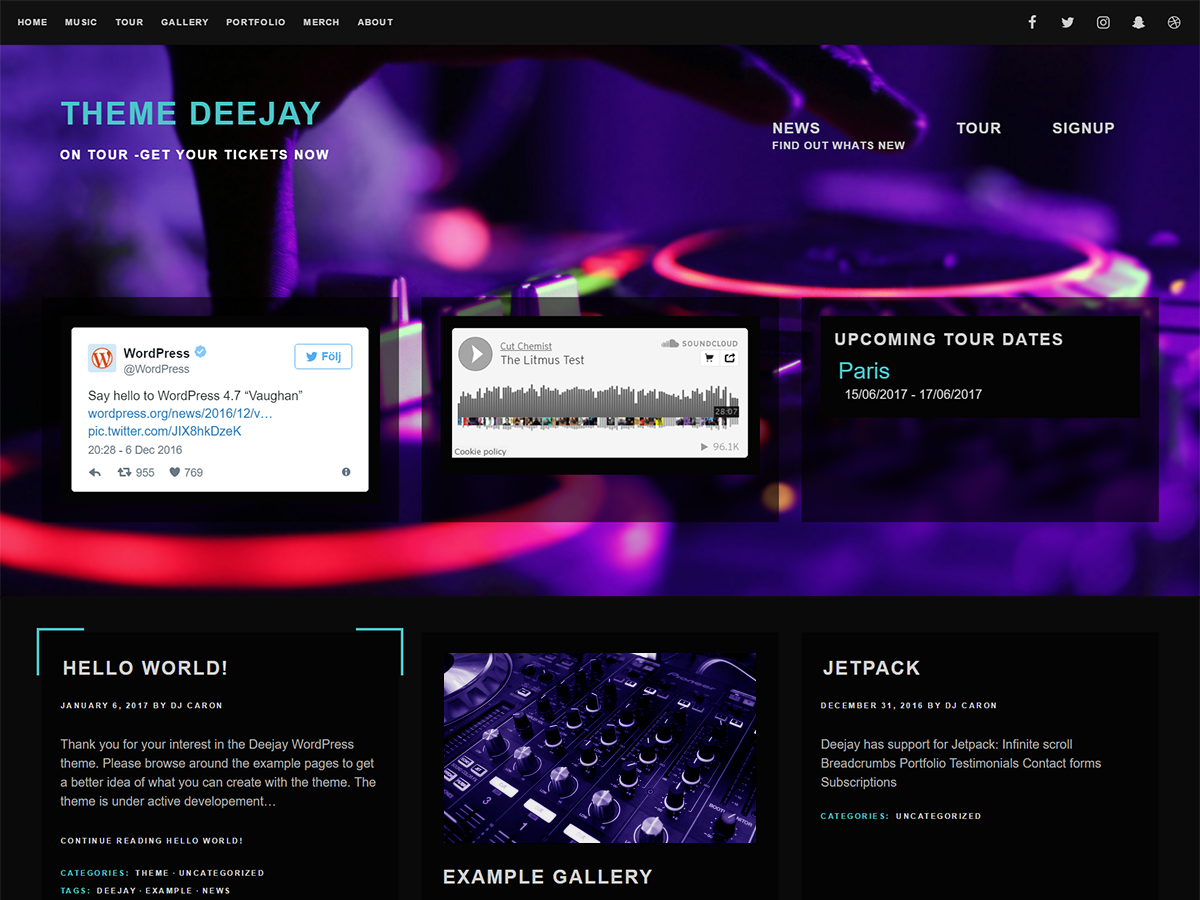 HOME MUSIC TOUR GALLERY PORTFOLIO MERCH ABOUT
THEME DEEJAY
ON TOUR -GET YOUR TICKETS NOW
NEWS
FIND OUT WHATS NEW
TOUR
SIGNUP
WordPress
@WordPress
Följ
Say hello to WordPress 4.7 “Vaughan”
wordpress.org/news/2016/12/v…
pic.twitter.com/JIX8hkDzeK
20:28 - 6 Dec 2016
955 769
Cut Chemist
The Litmus Test
SOUNDCLOUD
28:07
Cookie policy
96.1K
UPCOMING TOUR DATES
Paris
15/06/2017 - 17/06/2017
HELLO WORLD!
JANUARY 6, 2017 BY DJ CARON
Thank you for your interest in the Deejay WordPress
theme. Please browse around the example pages to get
a better idea of what you can create with the theme. The
theme is under active developement…
CONTINUE READING HELLO WORLD!
CATEGORIES: THEME · UNCATEGORIZED
TAGS: DEEJAY · EXAMPLE · NEWS
Pioneer
3
1
EXAMPLE GALLERY
JETPACK
DECEMBER 31, 2016 BY DJ CARON
Deejay has support for Jetpack: Infinite scroll
Breadcrumbs Portfolio Testimonials Contact forms
Subscriptions
CATEGORIES: UNCATEGORIZED